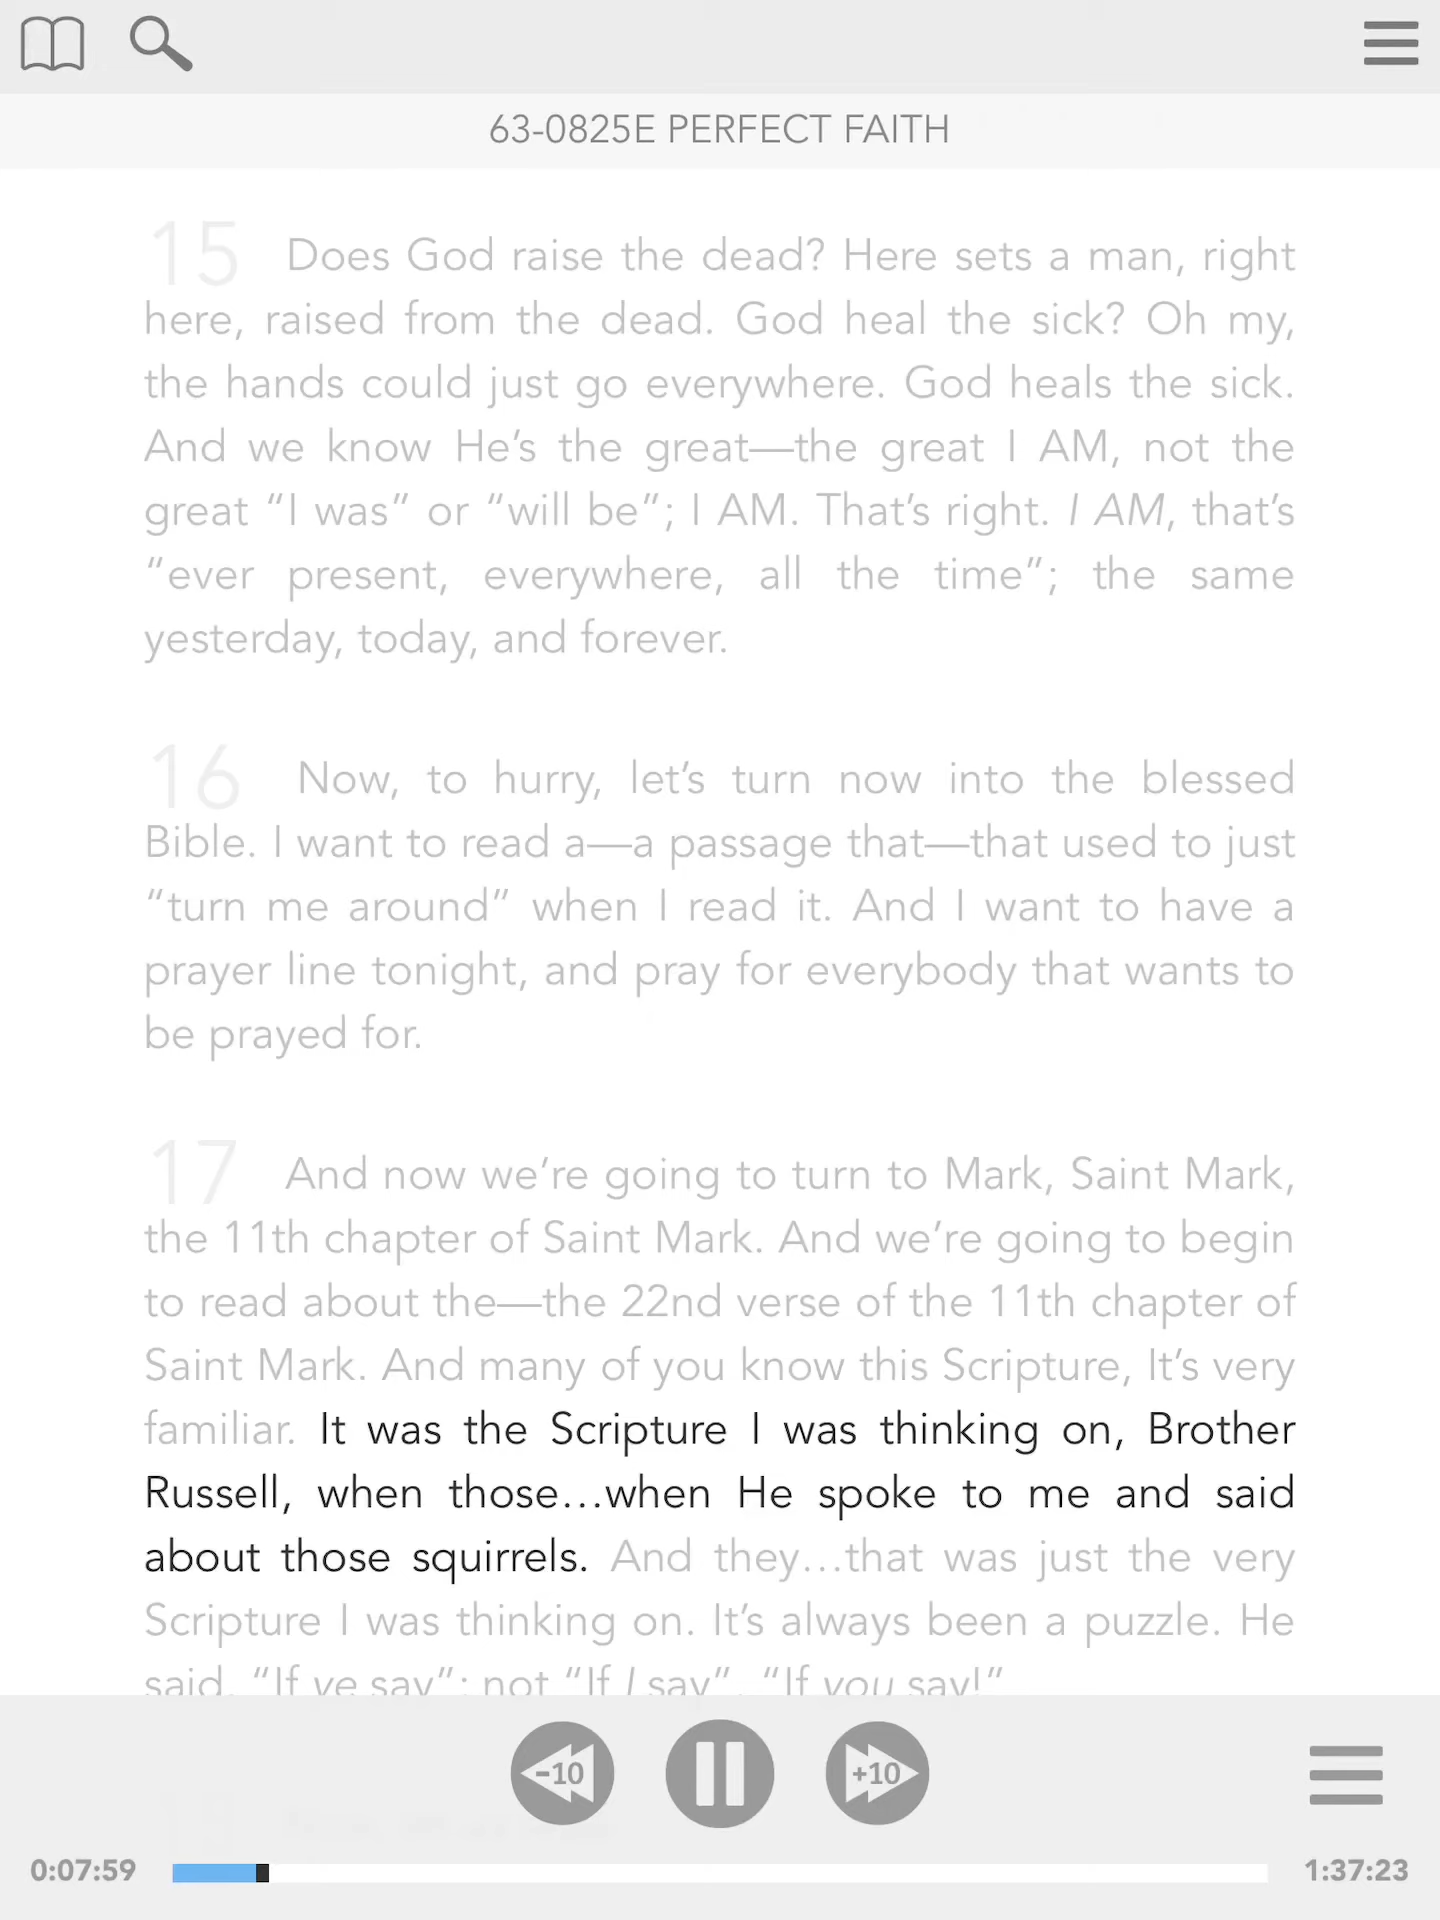 63-0825E PERFECT FAITH
15 Does God raise the dead? Here sets a man, right
here, raised from the dead. God heal the sick? Oh my,
the hands could just go everywhere. God heals the sick.
And we know He’s the great—the great I AM, not the
great “I was” or “will be”; I AM. That’s right. I AM, that’s
“ever present, everywhere, all the time”; the same
yesterday, today, and forever.
16 Now, to hurry, let’s turn now into the blessed
Bible. I want to read a—a passage that—that used to just
“turn me around” when I read it. And I want to have a
prayer line tonight, and pray for everybody that wants to
be prayed for.
17 And now we’re going to turn to Mark, Saint Mark,
the 11th chapter of Saint Mark. And we’re going to begin
to read about the—the 22nd verse of the 11th chapter of
Saint Mark. And many of you know this Scripture, It’s very
familiar. It was the Scripture I was thinking on, Brother
Russell, when those…when He spoke to me and said
about those squirrels. And they…that was just the very
Scripture I was thinking on. It’s always been a puzzle. He
said, “If ye say”; not “If I say”, “If you say!”
-10 +10
0:07:59 1:37:23